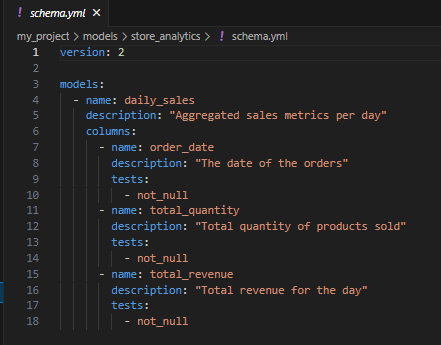 ! schema.yml ×
my_project > models > store_analytics > ! schema.yml
1 version: 2
2
3 models:
4   - name: daily_sales
5     description: "Aggregated sales metrics per day"
6     columns:
7       - name: order_date
8         description: "The date of the orders"
9         tests:
10           - not_null
11       - name: total_quantity
12         description: "Total quantity of products sold"
13         tests:
14           - not_null
15       - name: total_revenue
16         description: "Total revenue for the day"
17         tests:
18           - not_null